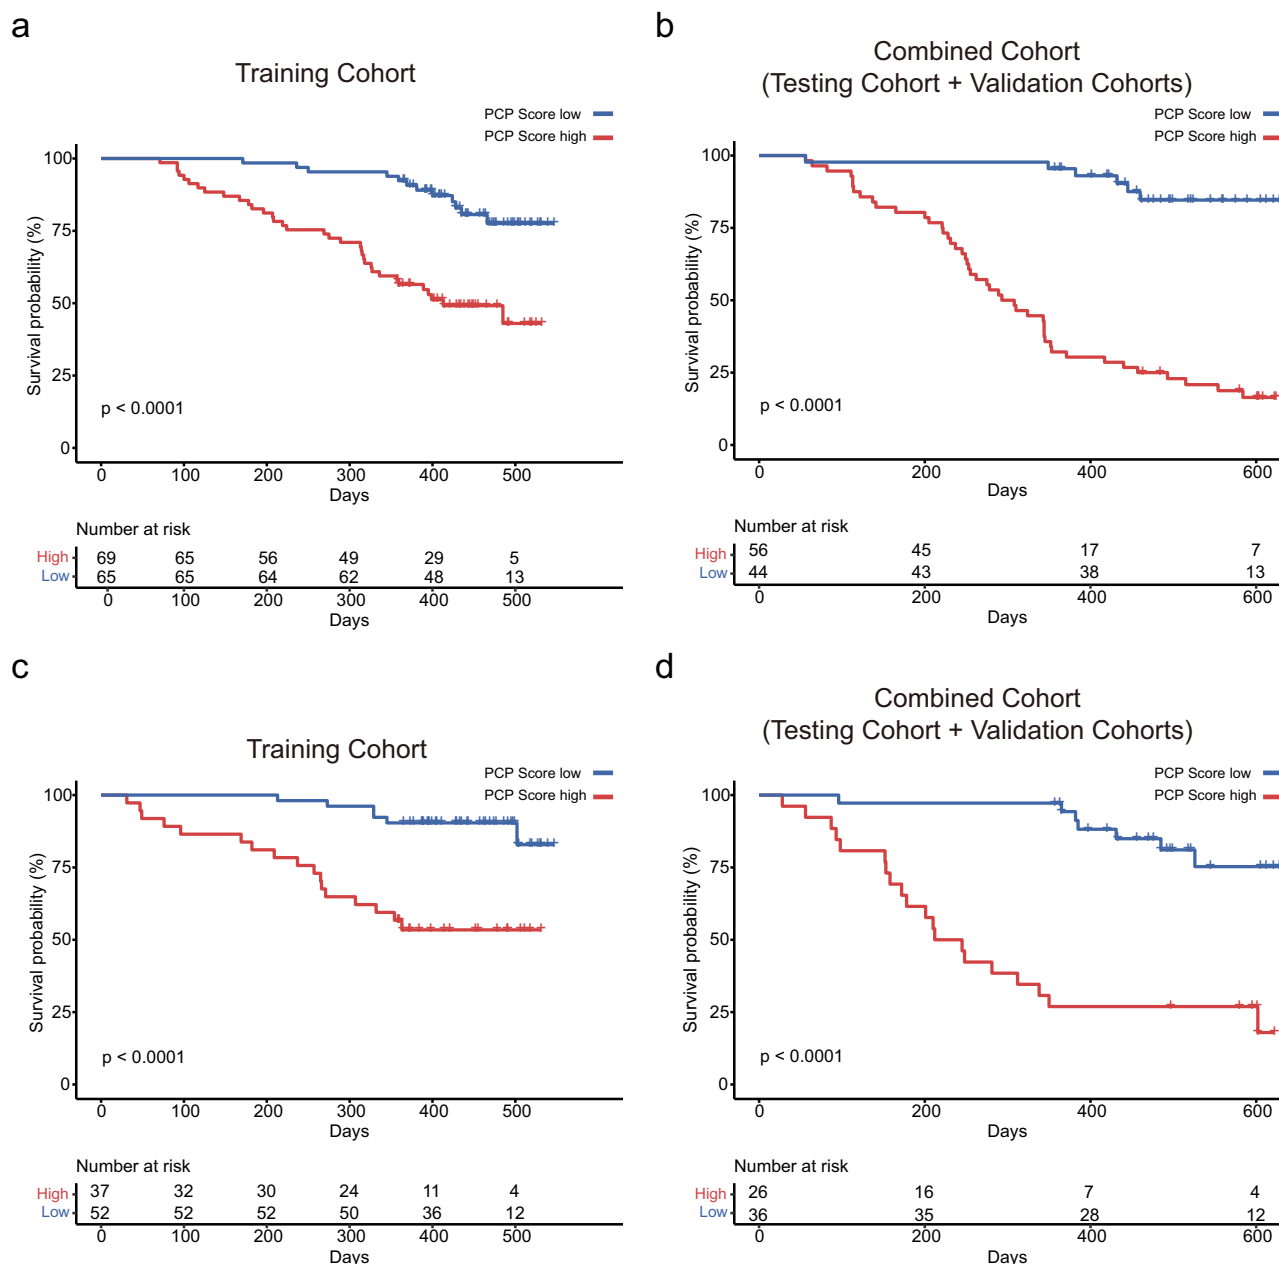 a
Training Cohort
PCP Score low
PCP Score high
100
75
50
25
0
Survival probability (%)
p < 0.0001
0 100 200 300 400 500
Days
Number at risk
High 69 65 56 49 29 5
Low 65 65 64 62 48 13
0 100 200 300 400 500
Days
b
Combined Cohort
(Testing Cohort + Validation Cohorts)
PCP Score low
PCP Score high
100
75
50
25
0
Survival probability (%)
p < 0.0001
0 200 400 600
Days
Number at risk
High 56 45 17 7
Low 44 43 38 13
0 200 400 600
Days
c
Training Cohort
PCP Score low
PCP Score high
100
75
50
25
0
Survival probability (%)
p < 0.0001
0 100 200 300 400 500
Days
Number at risk
High 37 32 30 24 11 4
Low 52 52 52 50 36 12
0 100 200 300 400 500
Days
d
Combined Cohort
(Testing Cohort + Validation Cohorts)
PCP Score low
PCP Score high
100
75
50
25
0
Survival probability (%)
p < 0.0001
0 200 400 600
Days
Number at risk
High 26 16 7 4
Low 36 35 28 12
0 200 400 600
Days